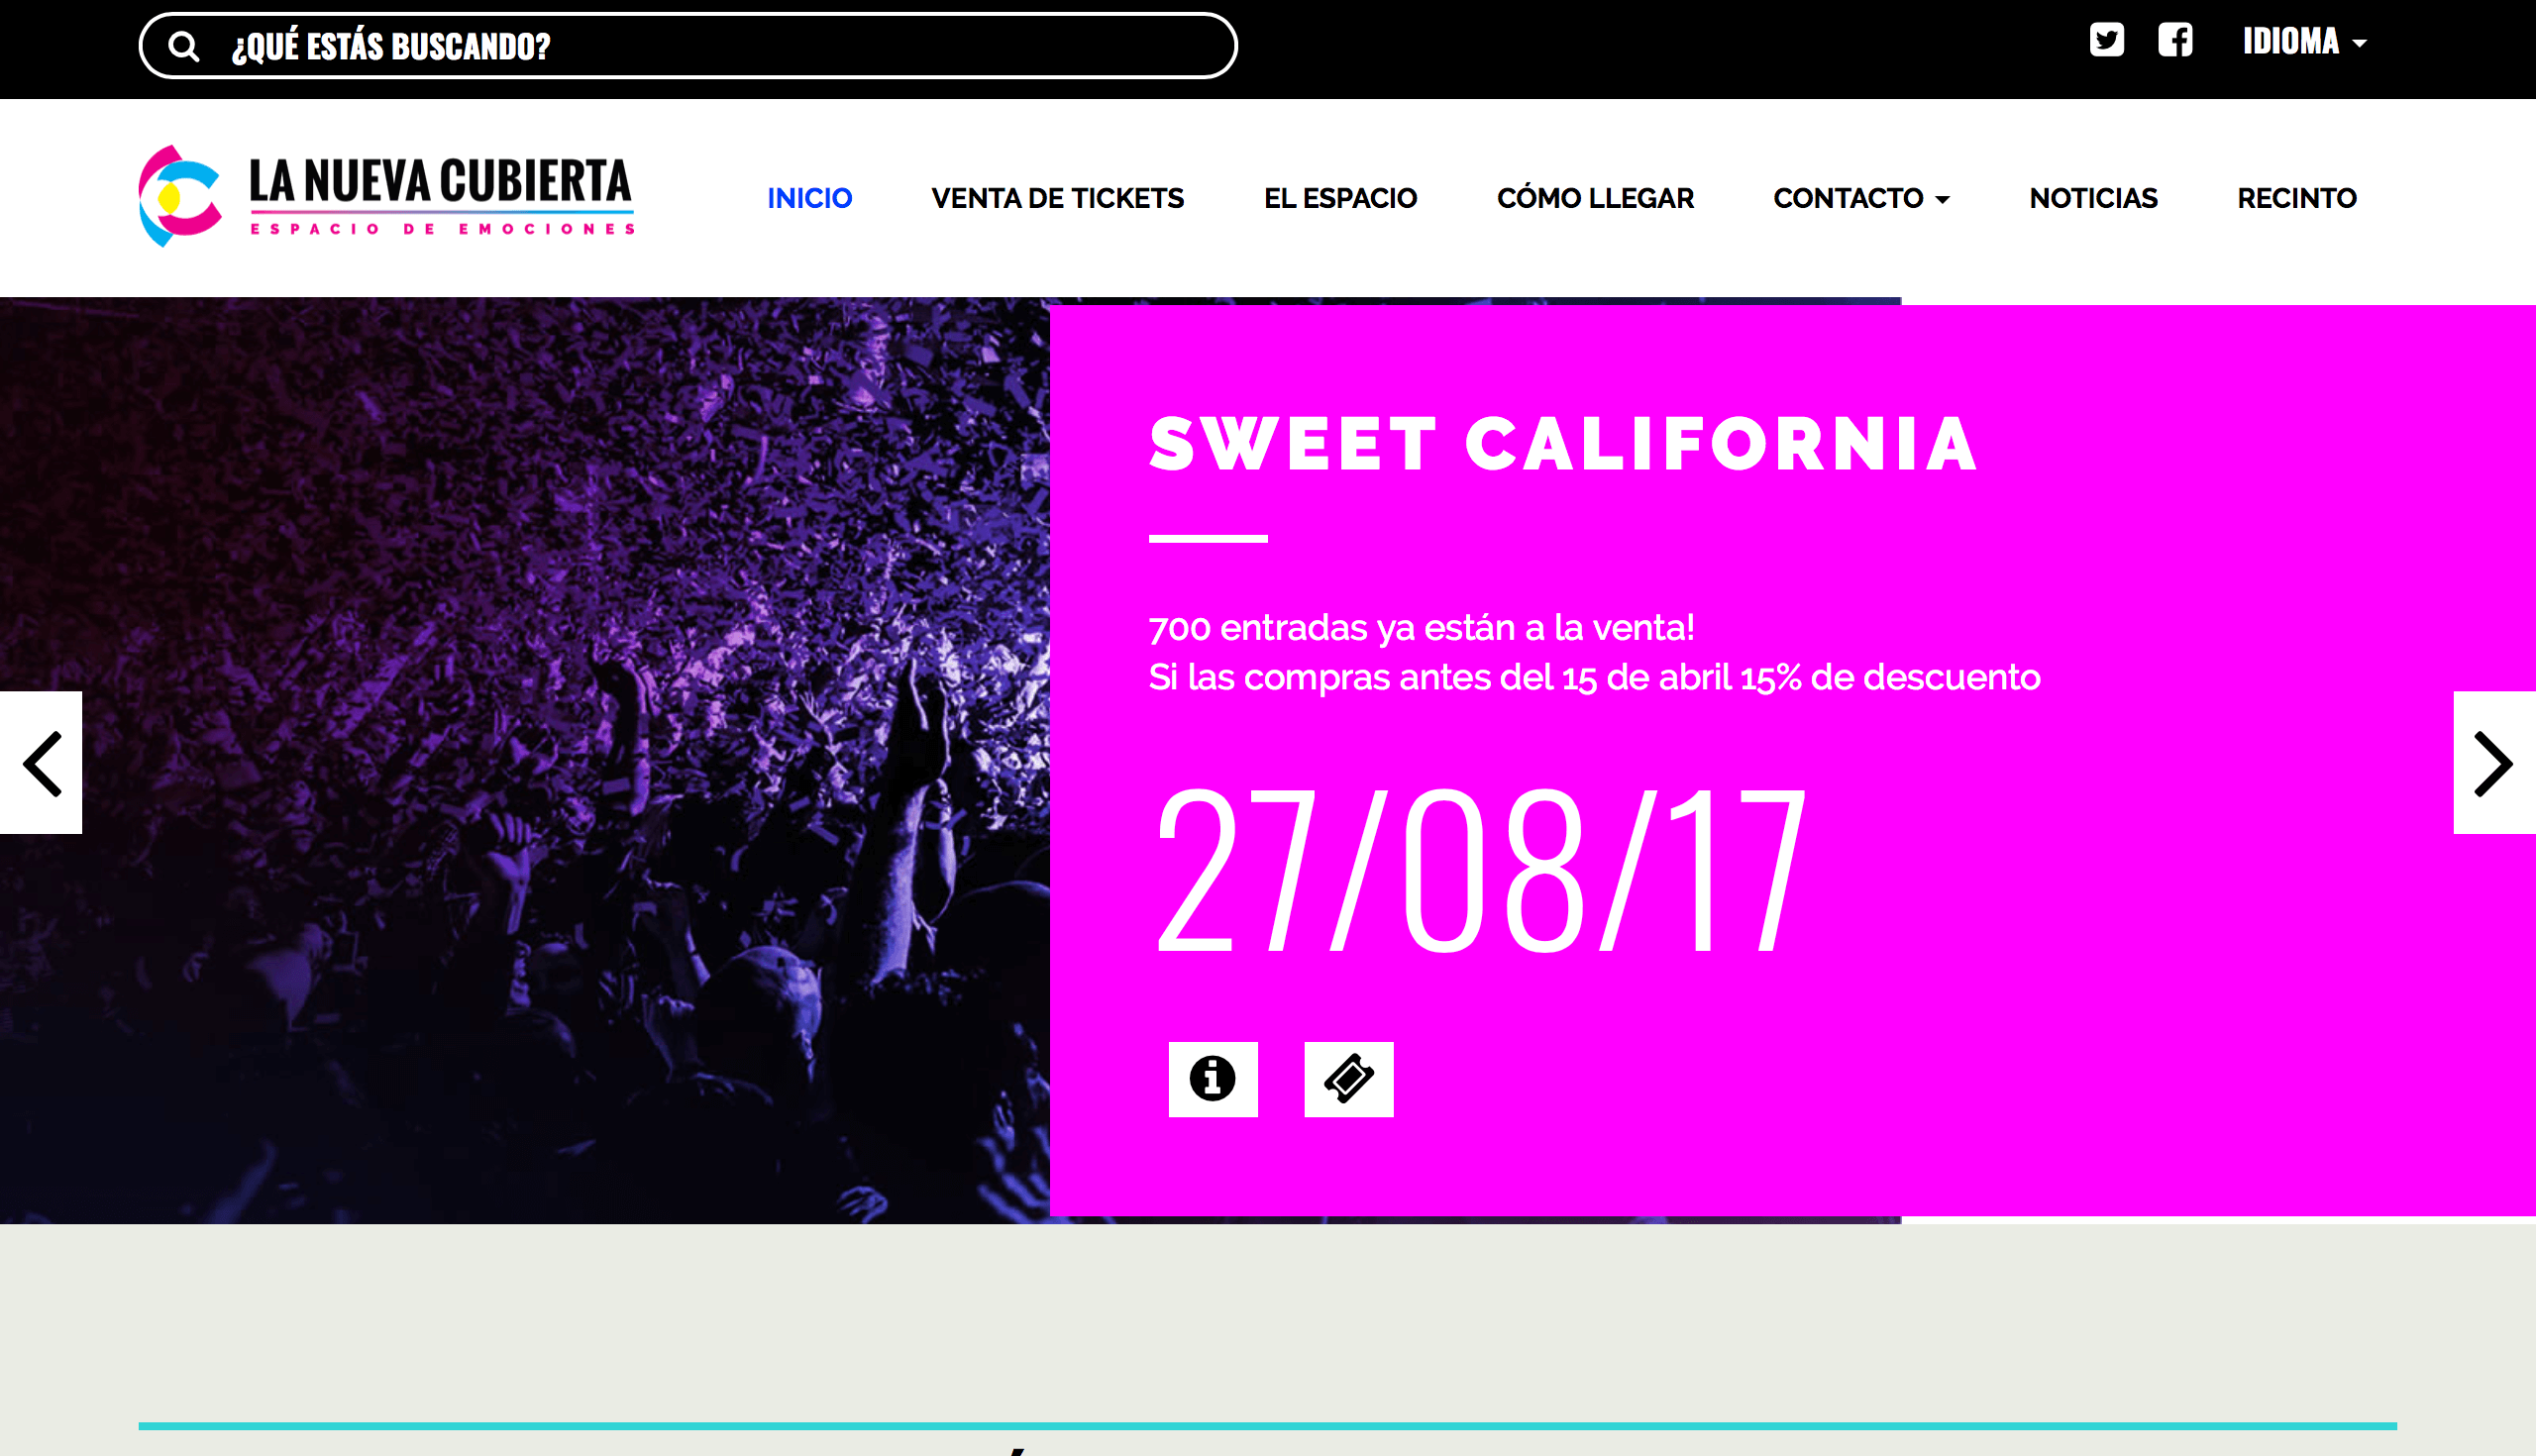 ¿QUÉ ESTÁS BUSCANDO?
IDIOMA
LA NUEVA CUBIERTA
ESPACIO DE EMOCIONES
INICIO
VENTA DE TICKETS
EL ESPACIO
CÓMO LLEGAR
CONTACTO
NOTICIAS
RECINTO
SWEET CALIFORNIA
700 entradas ya están a la venta!
Si las compras antes del 15 de abril 15% de descuento
27/08/17